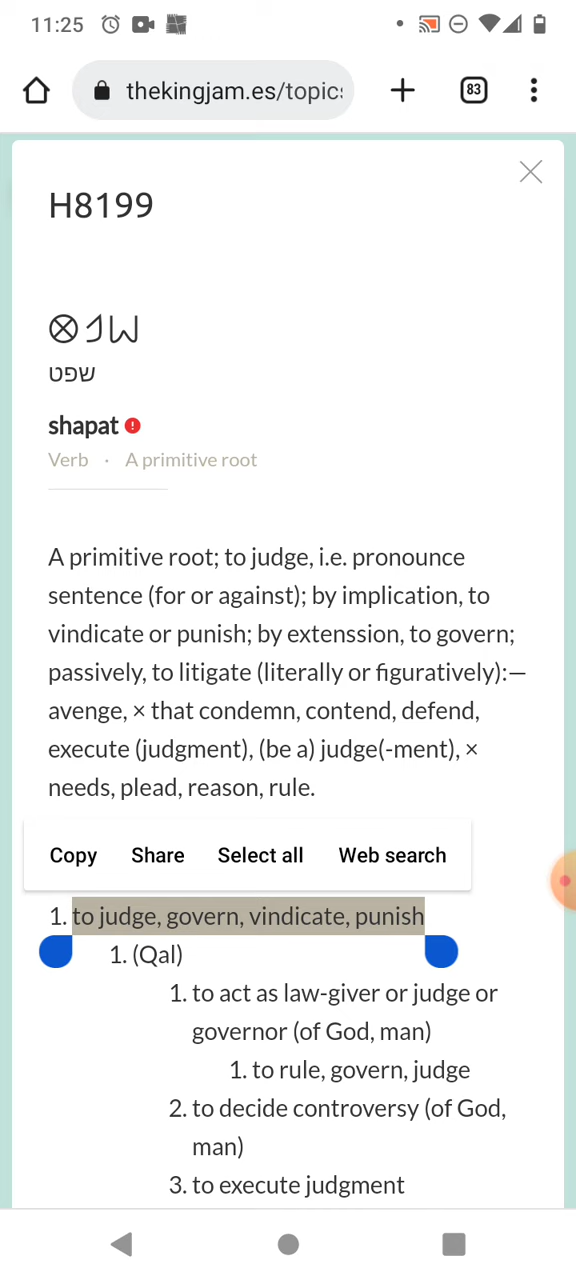 11:25
thekingjam.es/topic
83
H8199
𐤈𐤐𐤔
שפט
shapat
Verb · A primitive root
A primitive root; to judge, i.e. pronounce
sentence (for or against); by implication, to
vindicate or punish; by extenssion, to govern;
passively, to litigate (literally or figuratively):—
avenge, × that condemn, contend, defend,
execute (judgment), (be a) judge(-ment), ×
needs, plead, reason, rule.
Copy Share Select all Web search
1. to judge, govern, vindicate, punish
1. (Qal)
1. to act as law-giver or judge or
governor (of God, man)
1. to rule, govern, judge
2. to decide controversy (of God,
man)
3. to execute judgment